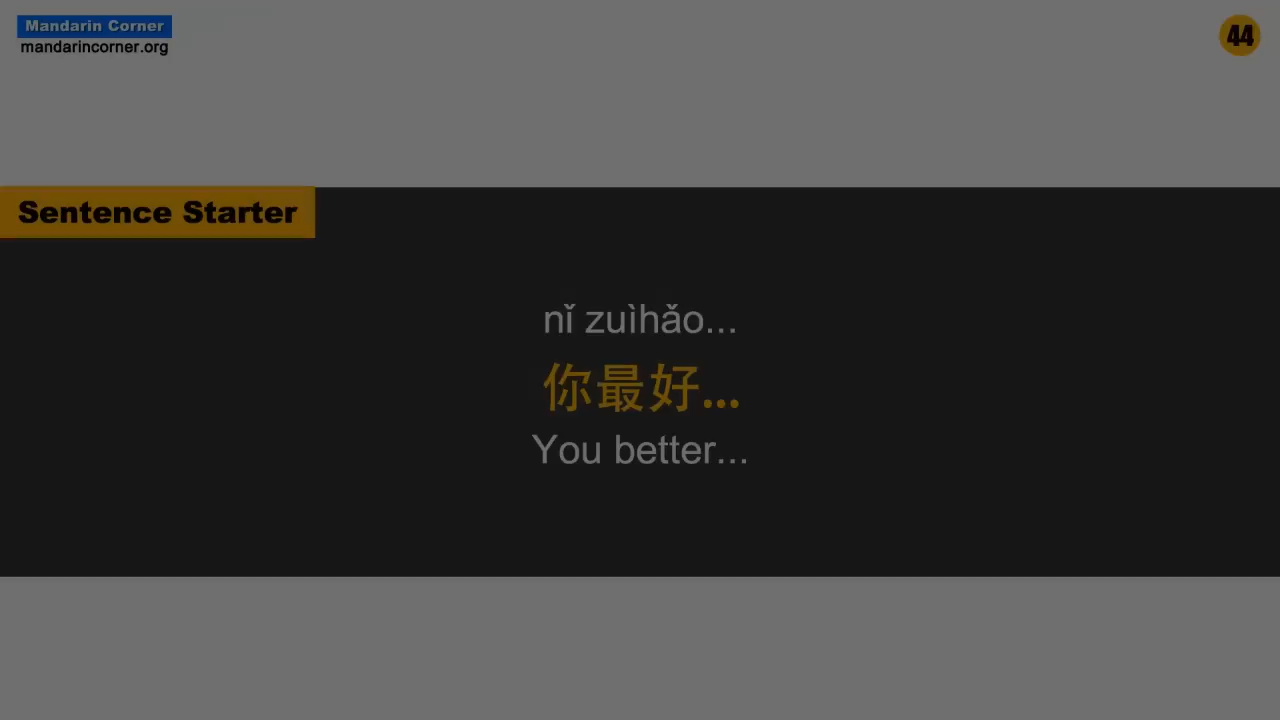 Mandarin Corner
mandarincorner.org
44
Sentence Starter
nǐ zuìhǎo...
你最好...
You better...